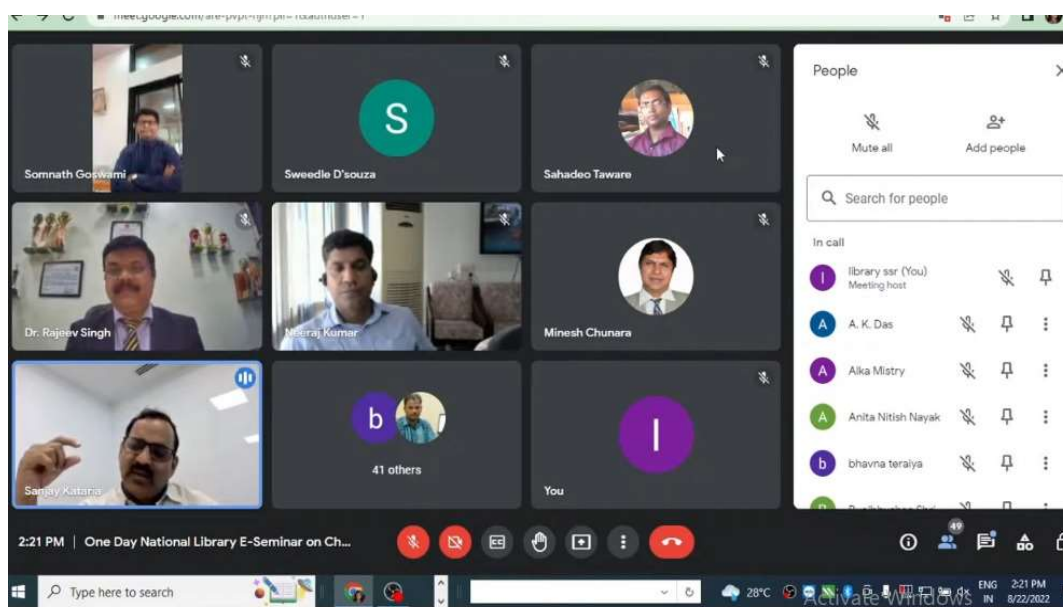 People
Mute all
Add people
Search for people
In call
library ssr (You)
Meeting host
A
A. K. Das
A
Alka Mistry
A
Anita Nitish Nayak
b
bhavna teraiya
Somnath Goswami
S
Sweedle D'souza
Sahadeo Taware
Dr. Rajeev Singh
Neeraj Kumar
Minesh Chunara
Sanjay Kataria
b
41 others
You
2:21 PM | One Day National Library E-Seminar on Ch...
CC
49
Type here to search
28°C
Activate Windows
ENG
IN
2:21 PM
8/22/2022